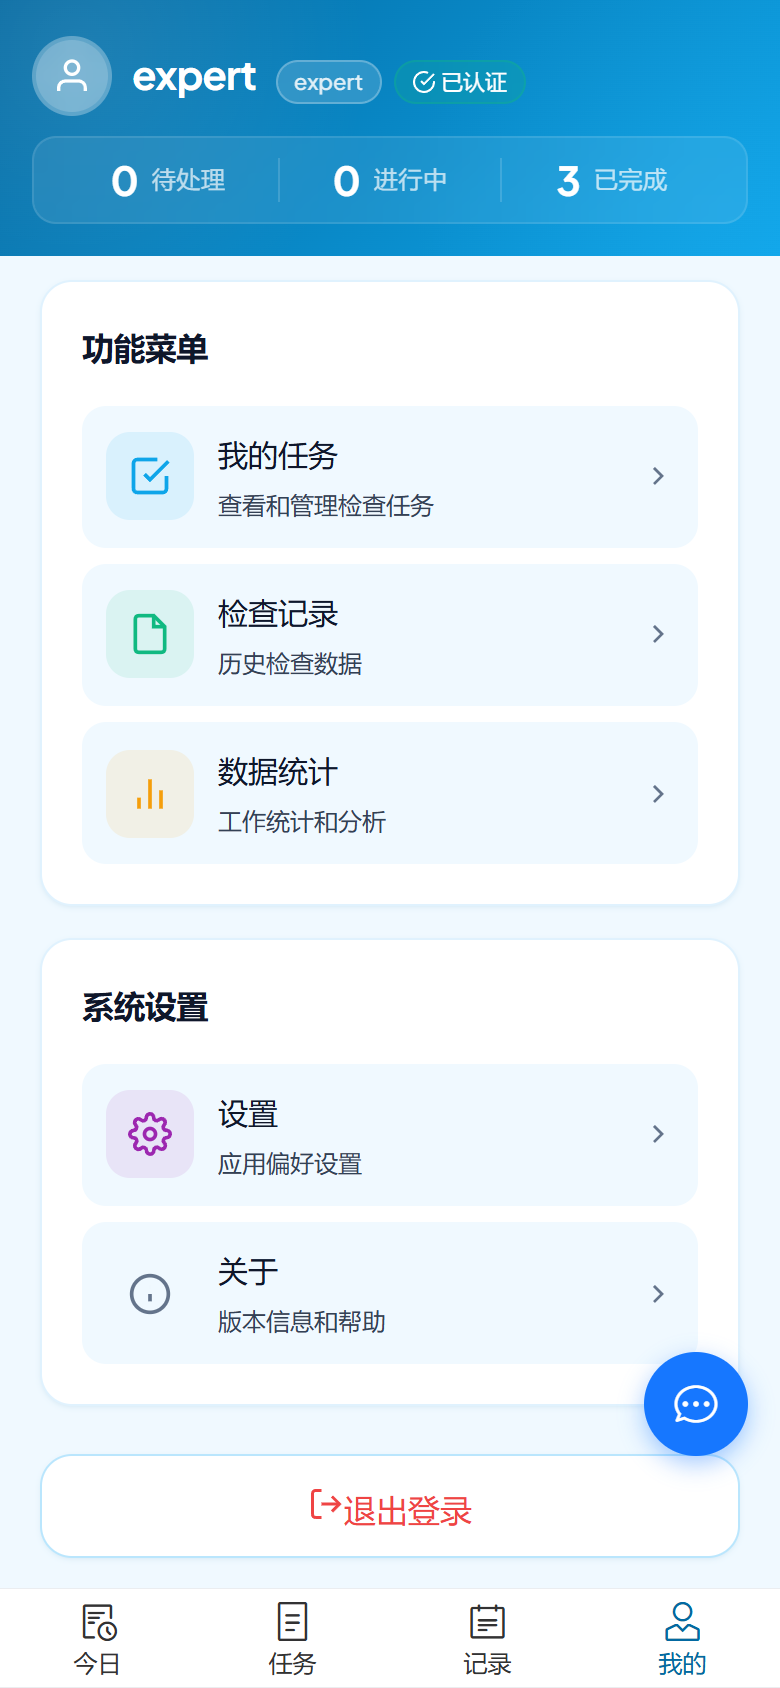 expert expert 已认证
0 待处理 0 进行中 3 已完成
功能菜单
我的任务
查看和管理检查任务
检查记录
历史检查数据
数据统计
工作统计和分析
系统设置
设置
应用偏好设置
关于
版本信息和帮助
退出登录
今日 任务 记录 我的